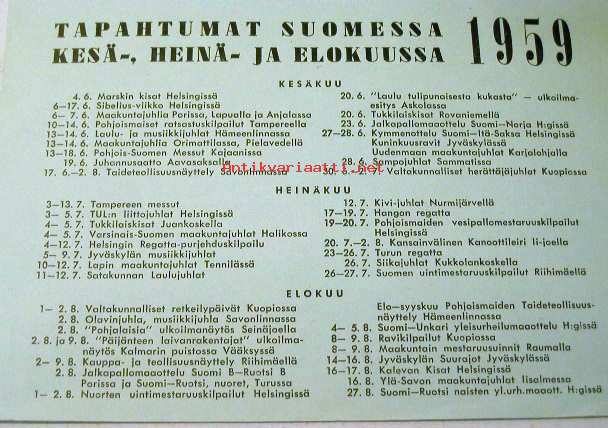 TAPAHTUMAT SUOMESSA
KESÄ-, HEINÄ- JA ELOKUUSSA
1959
KESÄKUU
4. 6. Marskin kisat Helsingissä
6—17. 6. Sibelius-viikko Helsingissä
6— 7. 6. Maakuntajuhlia Porissa, Lapualla ja Anjalassa
10—14. 6. Pohjoismaiset ratsastuskilpailut Tampereella
13—14. 6. Laulu- ja musiikkijuhlat Hämeenlinnassa
13—14. 6. Maakuntajuhlia Orimattilassa, Pielavedellä
13—18. 6. Pohjois-Suomen Messut Kajaanissa
19. 6. Juhannusaatto Aavasaksalla
17. 6.—2. 8. Taideteollisuusnäyttely Savonlinnassa
20. 6. "Laulu tulipunaisesta kukasta" — ulkoilma-
esitys Askolassa
20. 6. Tukkilaiskisat Rovaniemellä
23. 6. Jalkapallomaaottelu Suomi—Norja H:gissä
27—28. 6. Kymmenottelu Suomi—Itä-Saksa Helsingissä
Kuninkuusravit Jyväskylässä
Uudenmaan maakuntajuhlat Karjalohjalla
28. 6. Sampojuhlat Sammatissa
Valtakunnalliset herättäjäjuhlat Kuopiossa
antikvariaatti.net
HEINÄKUU
3—13. 7. Tampereen messut
3— 5. 7. TUL:n liittojuhlat Helsingissä
4— 5. 7. Tukkilaiskisat Juankoskella
4— 5. 7. Varsinais-Suomen maakuntajuhlat Halikossa
4—12. 7. Helsingin Regatta-purjehduskilpailu
5— 9. 7. Jyväskylän musiikkijuhlat
10—12. 7. Lapin maakuntajuhlat Tennilässä
11—12. 7. Satakunnan Laulujuhlat
12. 7. Kivi-juhlat Nurmijärvellä
17—19. 7. Hangon regatta
19—20. 7. Pohjoismaiden vesipallomestaruuskilpailut
Helsingissä
20. 7.—2. 8. Kansainvälinen Kanoottileiri Ii-joella
23—26. 7. Turun regatta
26. 7. Siikajuhlat Kukkolankoskella
26—27. 7. Suomen uintimestaruuskilpailut Riihimäellä
ELOKUU
1— 2. 8. Valtakunnalliset retkeilypäivät Kuopiossa
2. 8. Olavinjuhla, musiikkijuhla Savonlinnassa
2. 8. "Pohjalaisia" ulkoilmanäytös Seinäjoella
2. 8. ja 9. 8. "Päijänteen laivanrakentajat" ulkoilma-
näytös Kalmarin puistossa Vääksyssä
2— 9. 8. Kauppa- ja teollisuusnäyttely Riihimäellä
2. 8. Jalkapallomaaottelu Suomi B—Ruotsi B
Porissa ja Suomi—Ruotsi, nuoret, Turussa
1— 2. 8. Nuorten uintimestaruuskilpailut Helsingissä
Elo—syyskuu Pohjoismaiden Taideteollisuus-
näyttely Hämeenlinnassa
4— 5. 8. Suomi—Unkari yleisurheilumaaottelu H:gissä
8— 9. 8. Ravikilpailut Kuopiossa
8— 9. 8. Maakuntain mestaruusuinnit Raumalla
14—16. 8. Jyväskylän Suurajot Jyväskylässä
16—17. 8. Kalevan Kisat Helsingissä
16. 8. Ylä-Savon maakuntajuhlat Iisalmessa
27. 8. Suomi—Ruotsi naisten yl.urh.maaott. H:gissä